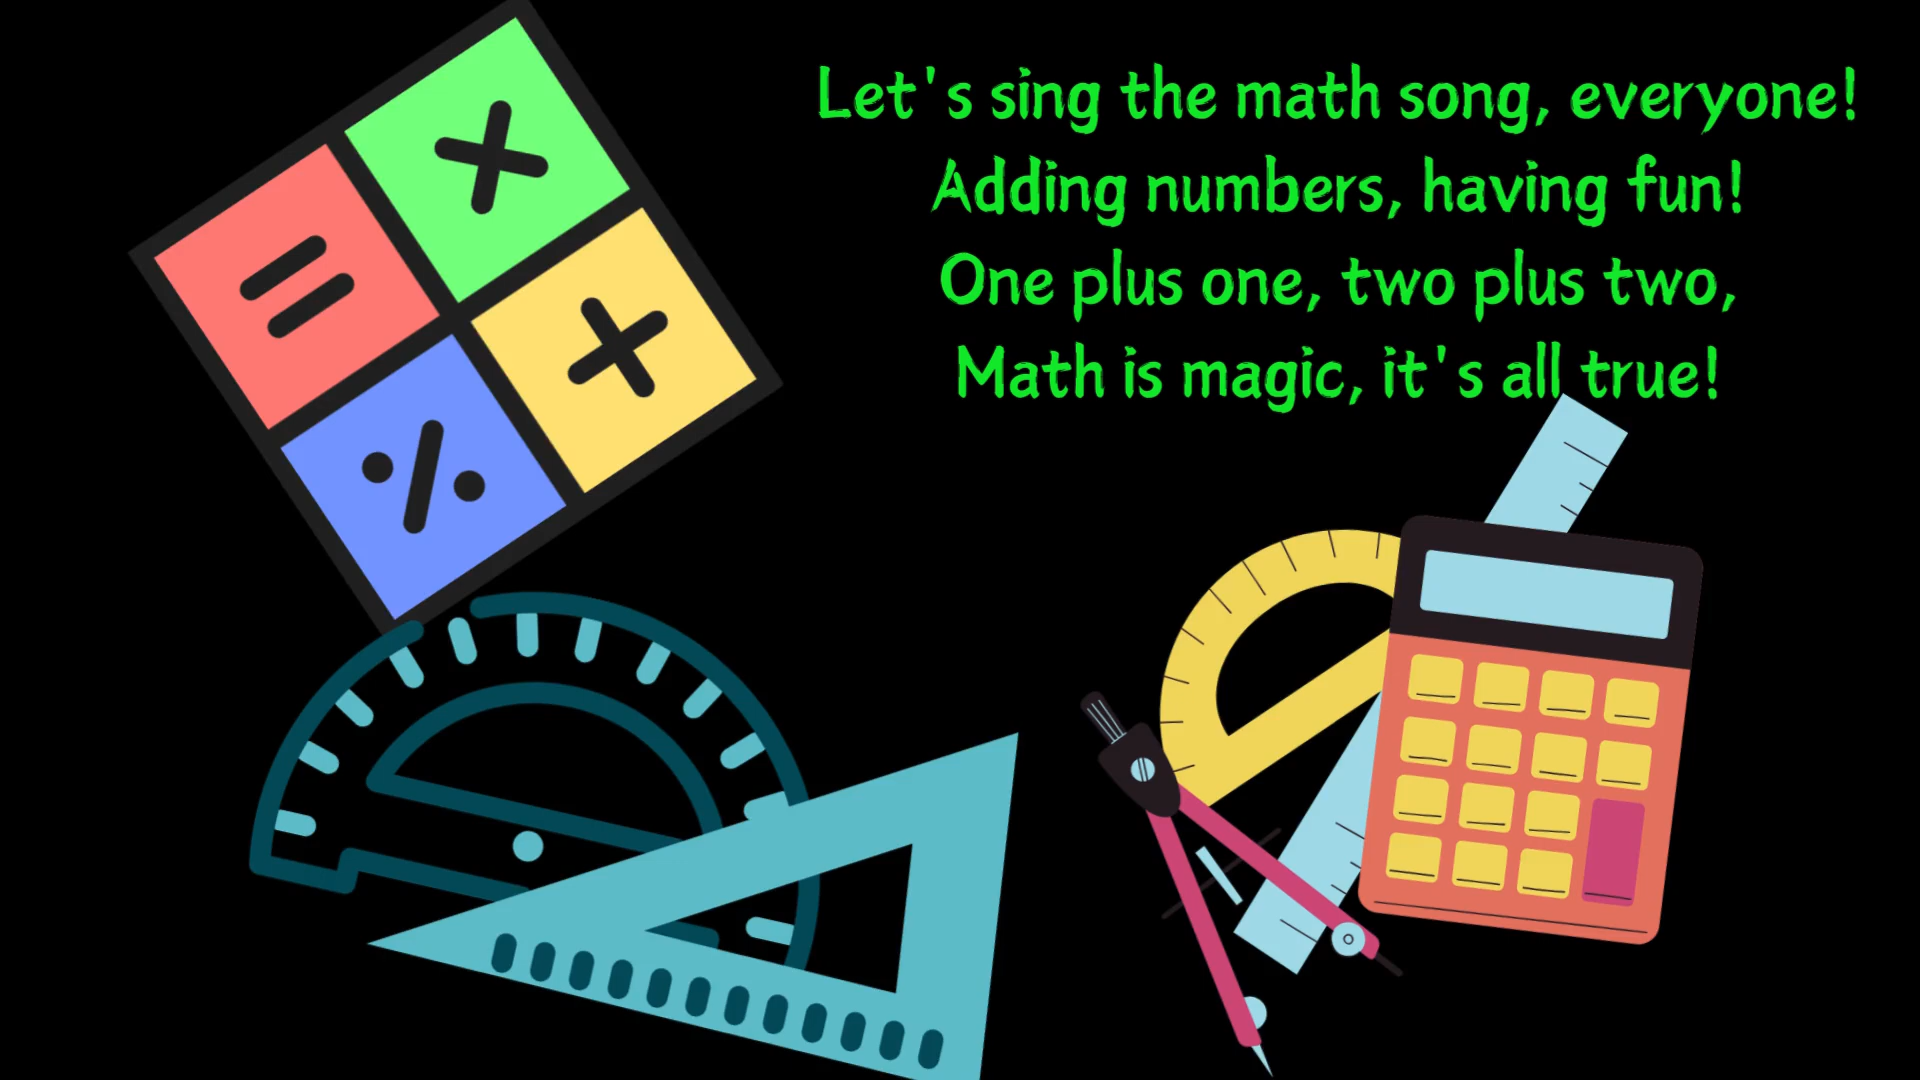 Let's sing the math song, everyone!
Adding numbers, having fun!
One plus one, two plus two,
Math is magic, it's all true!